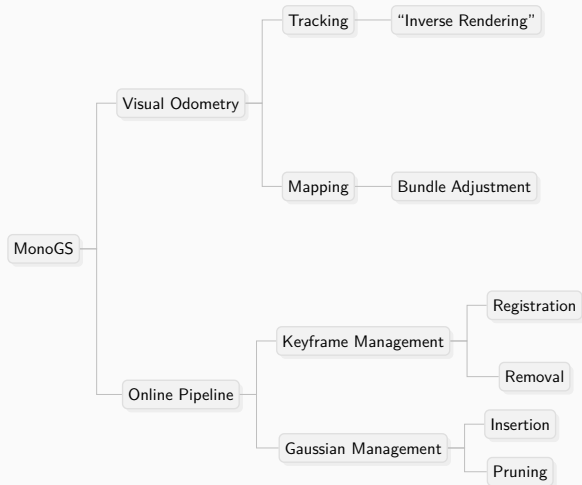 MonoGS
Visual Odometry
Tracking
“Inverse Rendering”
Mapping
Bundle Adjustment
Online Pipeline
Keyframe Management
Registration
Removal
Gaussian Management
Insertion
Pruning